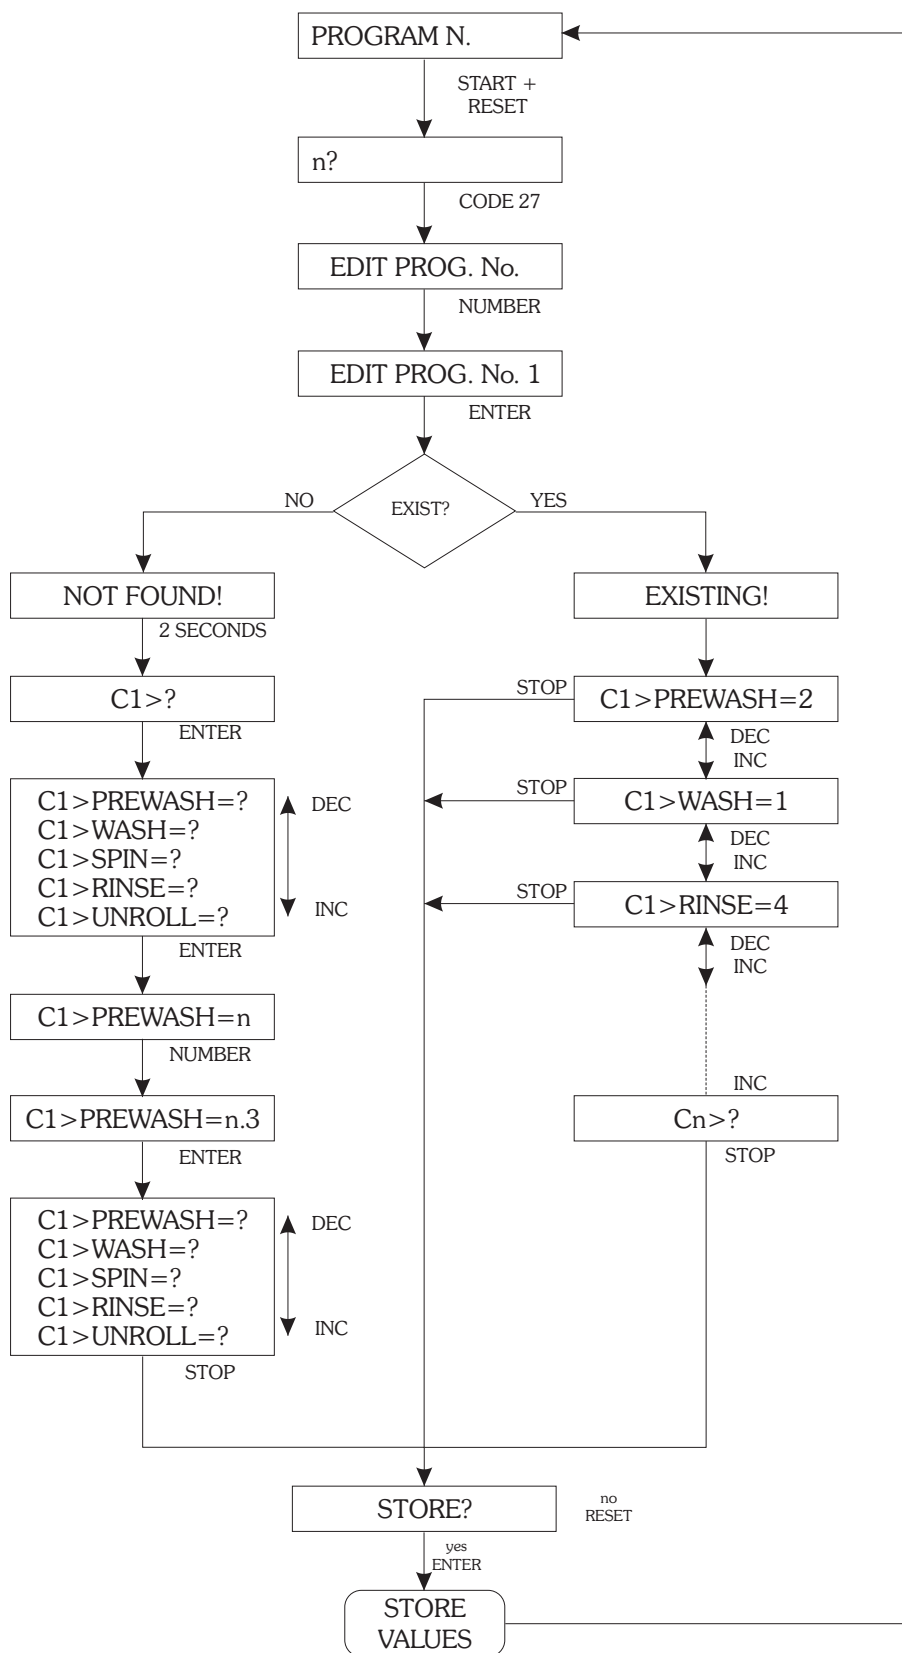 PROGRAM N.
START +
RESET
n?
CODE 27
EDIT PROG. No.
NUMBER
EDIT PROG. No. 1
ENTER
EXIST?
NO
YES
NOT FOUND!
2 SECONDS
C1>?
ENTER
C1>PREWASH=?
C1>WASH=?
C1>SPIN=?
C1>RINSE=?
C1>UNROLL=?
DEC
INC
ENTER
C1>PREWASH=n
NUMBER
C1>PREWASH=n.3
ENTER
C1>PREWASH=?
C1>WASH=?
C1>SPIN=?
C1>RINSE=?
C1>UNROLL=?
DEC
INC
STOP
EXISTING!
STOP
C1>PREWASH=2
DEC
INC
STOP
C1>WASH=1
DEC
INC
STOP
C1>RINSE=4
DEC
INC
INC
Cn>?
STOP
STORE?
no
RESET
yes
ENTER
STORE
VALUES